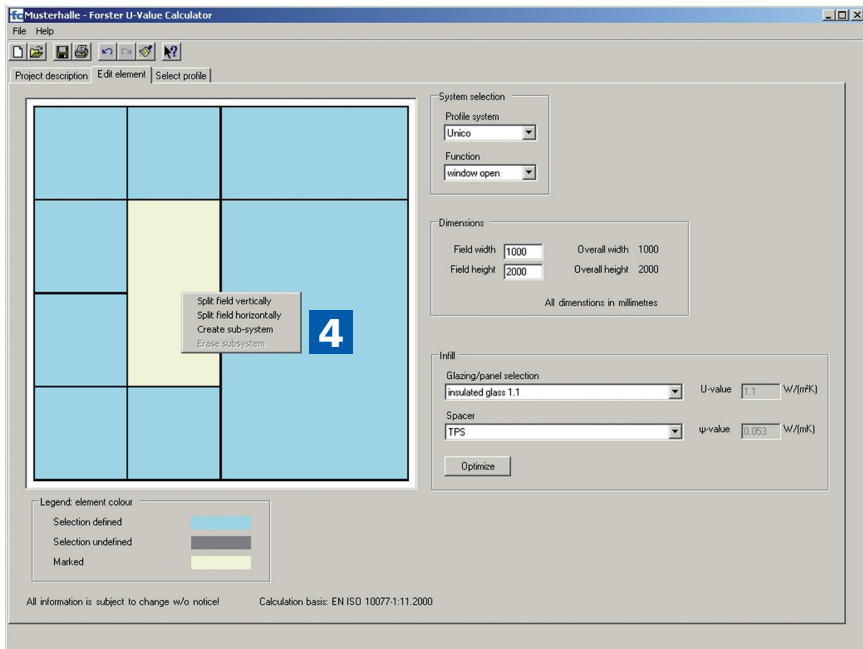 Musterhalle - Forster U-Value Calculator
File Help
Project description Edit element Select profile
System selection
Profile system
Unico
Function
window open
Dimensions
Field width 1000 Overall width 1000
Field height 2000 Overall height 2000
All dimenstions in millimetres
Split field vertically
Split field horizontally
Create sub-system
Erase subsystem
4
Infill
Glazing/panel selection
insulated glass 1.1 U-value 1.1 W/(m²K)
Spacer
TPS ψ-value 0.053 W/(mK)
Optimize
Legend: element colour
Selection defined
Selection undefined
Marked
All information is subject to change w/o notice! Calculation basis: EN ISO 10077-1:11.2000